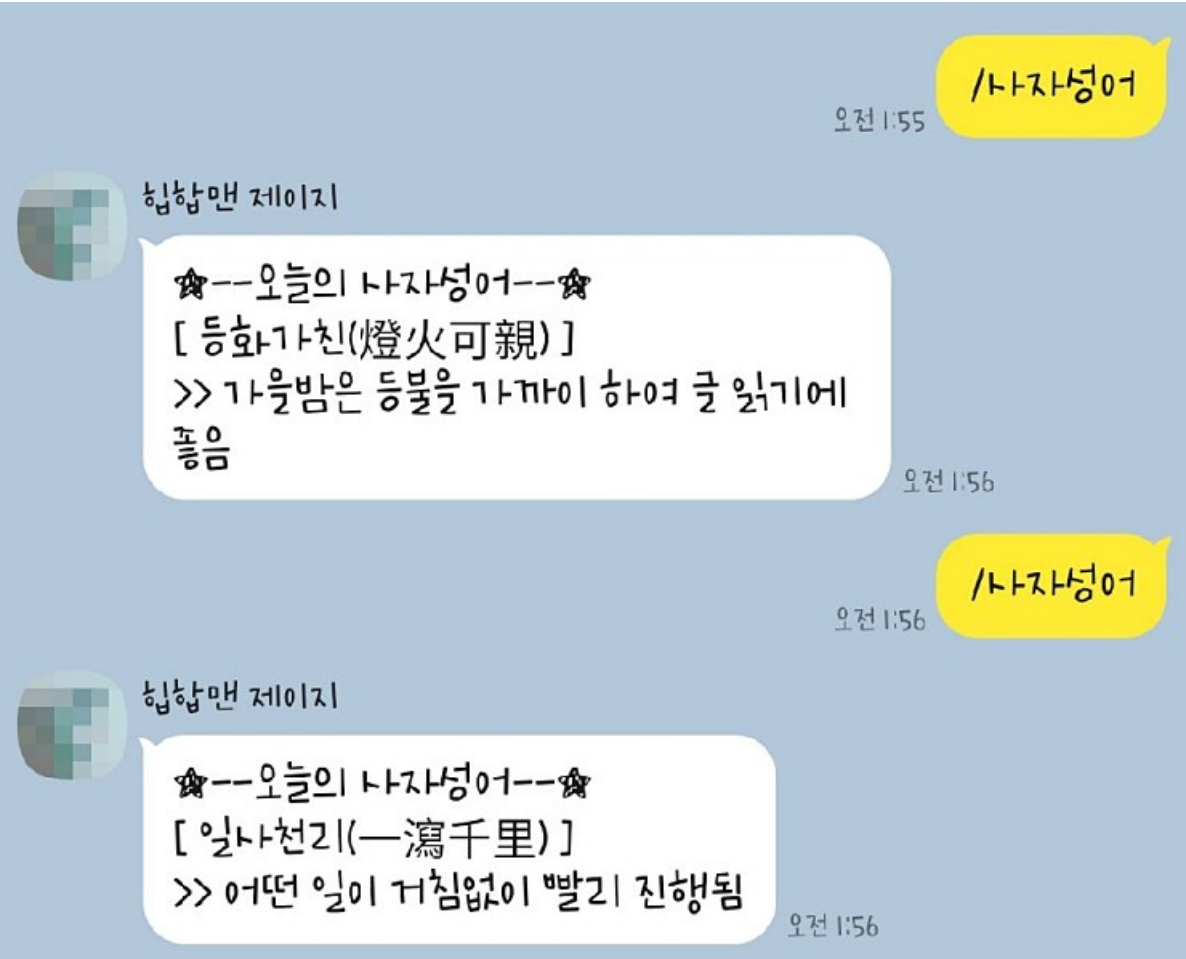 /사자성어
오전 1:55
힙합맨 제이지
☆--오늘의 사자성어--☆
[ 등화가친(燈火可親) ]
>> 가을밤은 등불을 가까이 하여 글 읽기에
좋음
오전 1:56
/사자성어
오전 1:56
힙합맨 제이지
☆--오늘의 사자성어--☆
[ 일사천리(一瀉千里) ]
>> 어떤 일이 거침없이 빨리 진행됨
오전 1:56